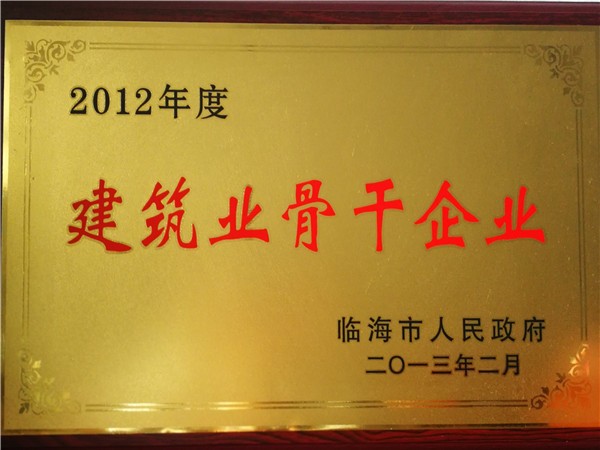 2012年度
建筑业骨干企业
临海市人民政府
二〇一三年二月